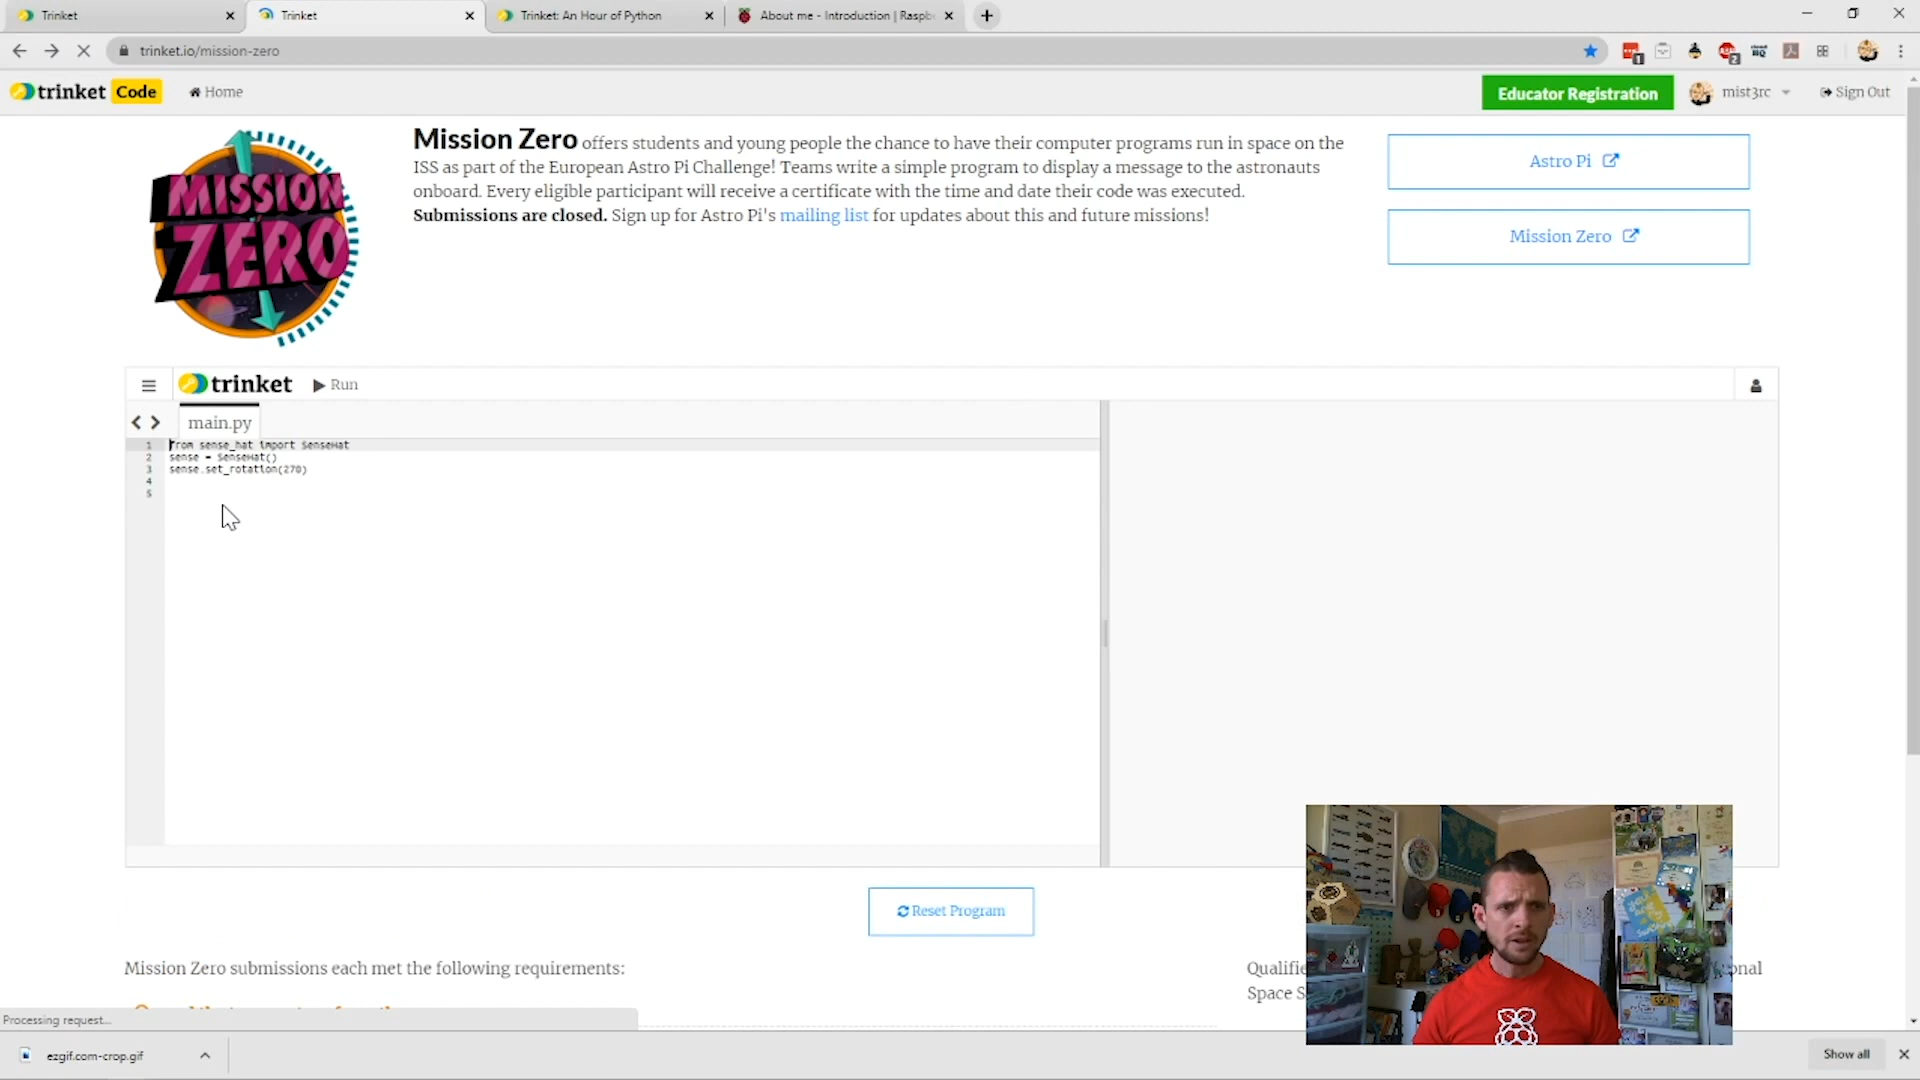 Trinket
Trinket
Trinket: An Hour of Python
About me - Introduction | Raspb
trinket.io/mission-zero
trinket Code
Home
Educator Registration
mist3rc
Sign Out
MISSION
ZERO
Mission Zero offers students and young people the chance to have their computer programs run in space on the
ISS as part of the European Astro Pi Challenge! Teams write a simple program to display a message to the astronauts
onboard. Every eligible participant will receive a certificate with the time and date their code was executed.
Submissions are closed. Sign up for Astro Pi's mailing list for updates about this and future missions!
Astro Pi
Mission Zero
trinket
Run
main.py
1 from sense_hat import SenseHat
2 sense = SenseHat()
3 sense.set_rotation(270)
4
5
Reset Program
Mission Zero submissions each met the following requirements:
Qualifie
onal
Space S
Processing request...
ezgif.com-crop.gif
Show all